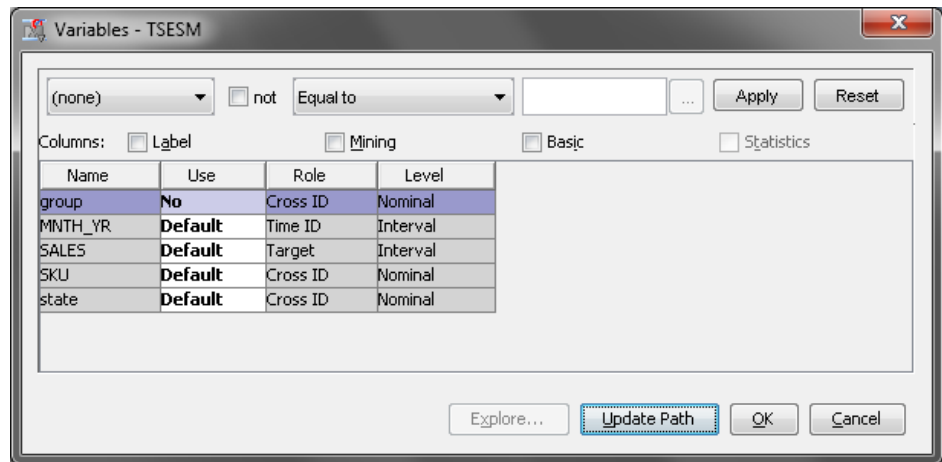 Variables - TSESM
(none) not Equal to ... Apply Reset
Columns: Label Mining Basic Statistics
Name Use Role Level
group No Cross ID Nominal
MNTH_YR Default Time ID Interval
SALES Default Target Interval
SKU Default Cross ID Nominal
state Default Cross ID Nominal
Explore... Update Path OK Cancel